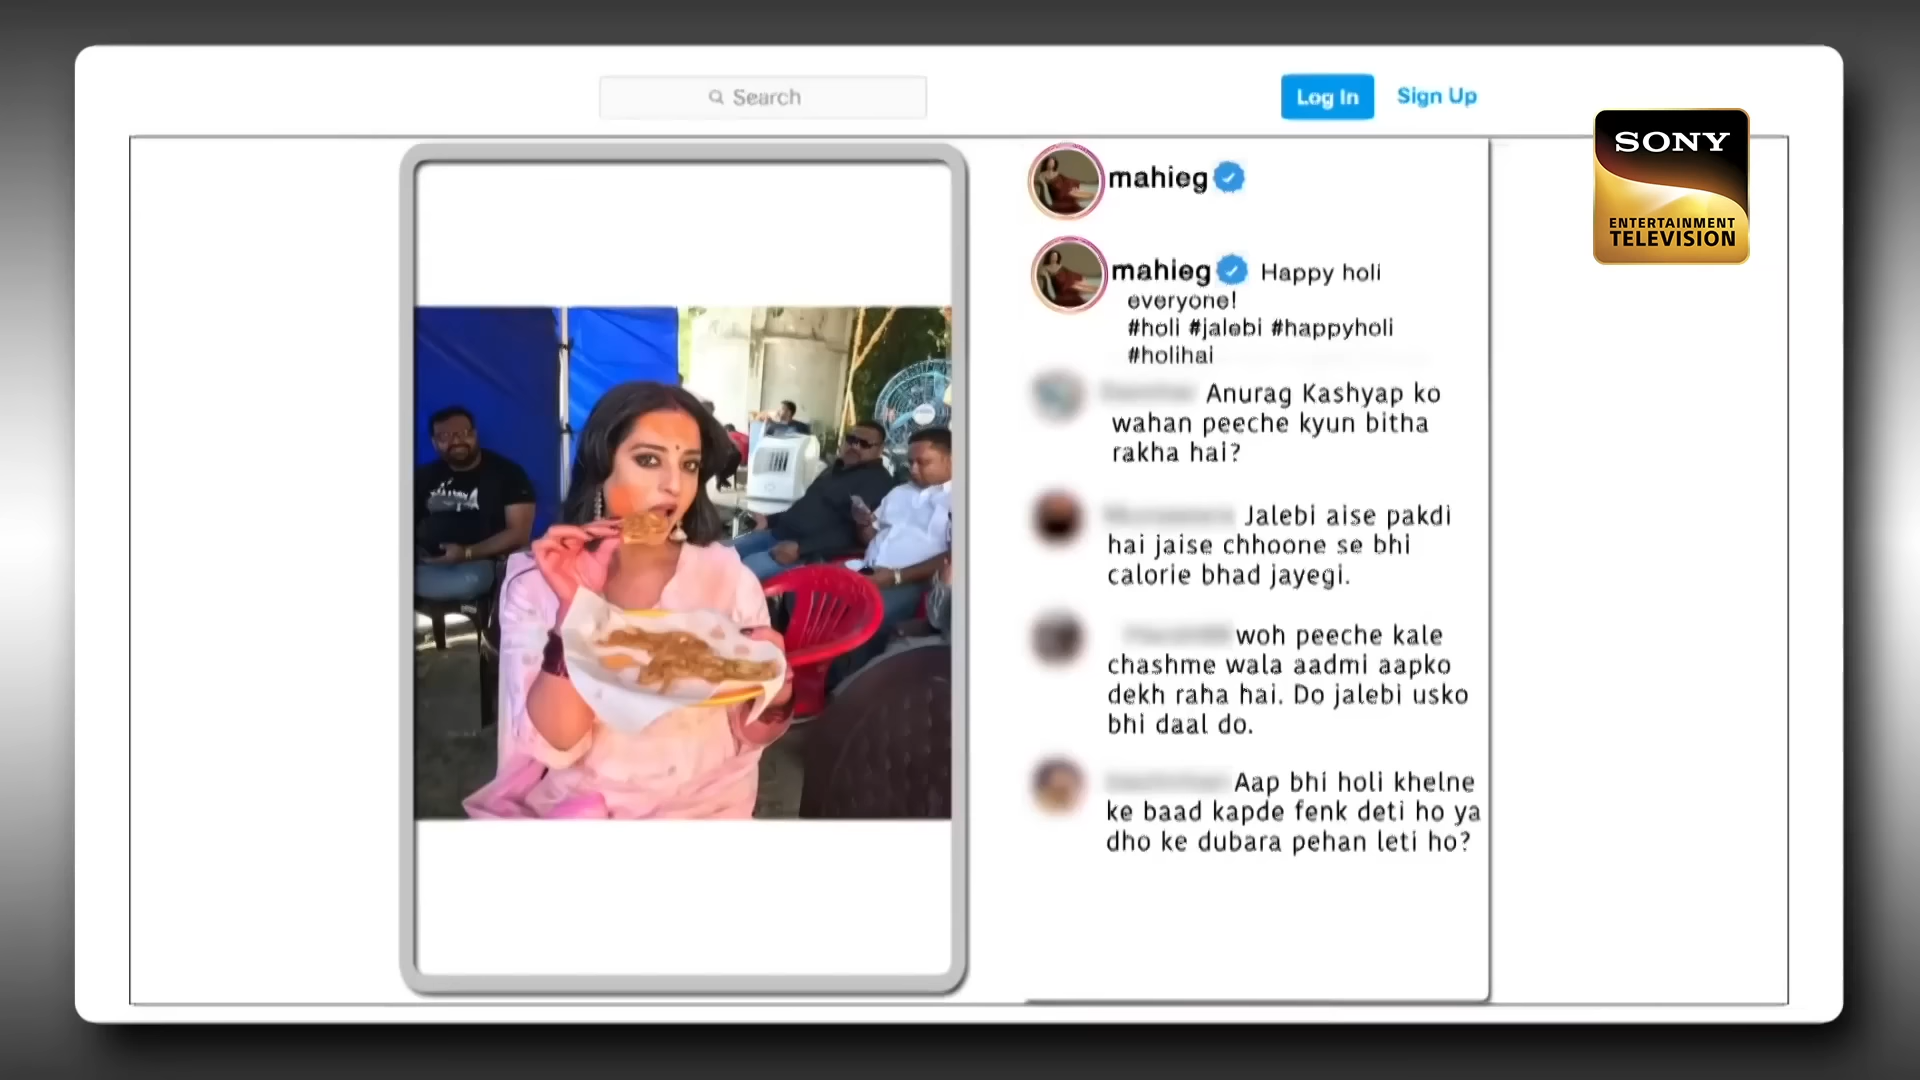 Search
Log In
Sign Up
SONY
ENTERTAINMENT
TELEVISION
mahieg
mahieg Happy holi
everyone!
#holi #jalebi #happyholi
#holihai
Anurag Kashyap ko
wahan peeche kyun bitha
rakha hai?
Jalebi aise pakdi
hai jaise chhoone se bhi
calorie bhad jayegi.
woh peeche kale
chashme wala aadmi aapko
dekh raha hai. Do jalebi usko
bhi daal do.
Aap bhi holi khelne
ke baad kapde fenk deti ho ya
dho ke dubara pehan leti ho?